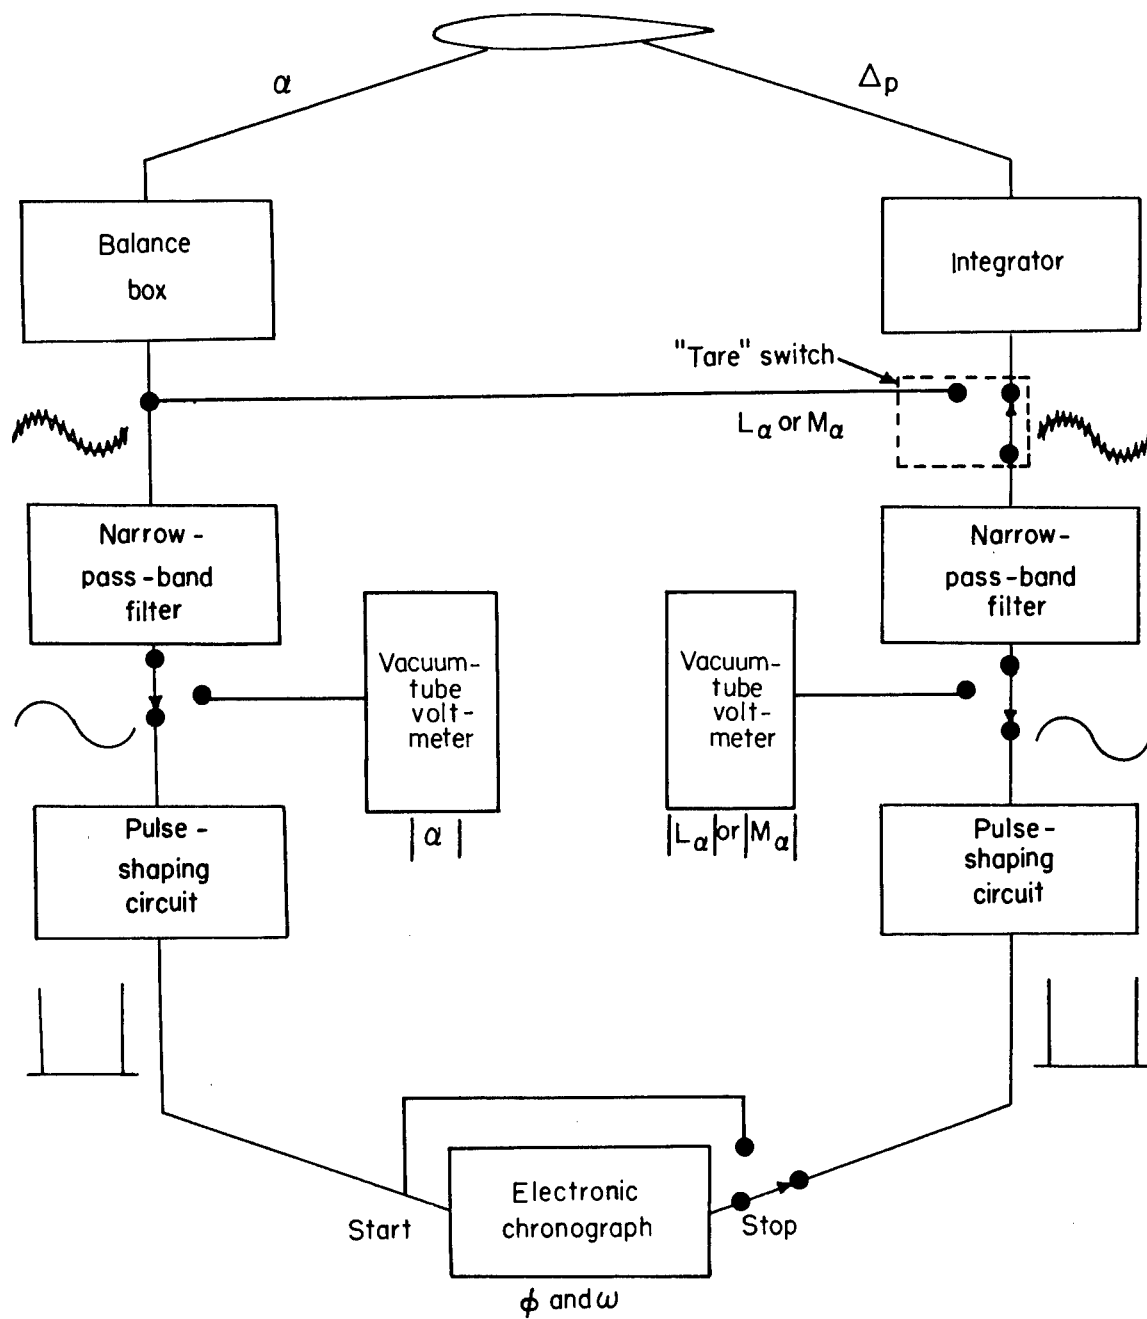 α
Δp
Balance
box
Integrator
"Tare" switch
Lα or Mα
Narrow-
pass-band
filter
Narrow-
pass-band
filter
Vacuum-
tube
volt-
meter
|α|
Vacuum-
tube
volt-
meter
|Lα|or|Mα|
Pulse-
shaping
circuit
Pulse-
shaping
circuit
Start
Electronic
chronograph
Stop
ϕ and ω